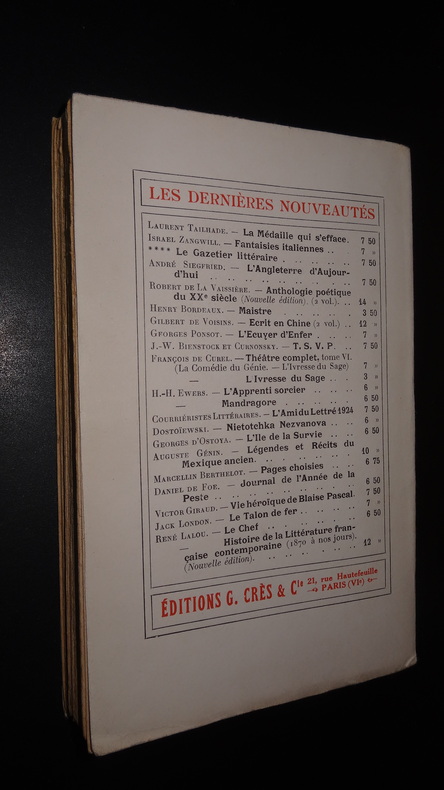 LES DERNIÈRES NOUVEAUTÉS
LAURENT TAILHADE. — La Médaille qui s'efface. 7 50
ISRAEL ZANGWILL. — Fantaisies italiennes .. 7 »
**** Le Gazetier littéraire .. .. .. .. .. 7 50
ANDRÉ SIEGFRIED. — L'Angleterre d'Aujour-
d'hui .. .. .. .. .. .. .. .. 7 50
ROBERT DE LA VAISSIÈRE. — Anthologie poétique
du XXe siècle (Nouvelle édition). (2 vol.). .. 14 »
HENRY BORDEAUX. — Maistre .. .. .. .. 3 50
GILBERT DE VOISINS. — Ecrit en Chine (2 vol.) .. 12 »
GEORGES PONSOT. — L'Ecuyer d'Enfer .. .. 7 »
J.-W. BIENSTOCK ET CURNONSKY. — T. S. V. P. .. 7 50
FRANÇOIS DE CUREL. — Théâtre complet, tome VI.
(La Comédie du Génie. — L'Ivresse du Sage) 7 »
— L'Ivresse du Sage .. . 3 »
H.-H. EWERS. — L'Apprenti sorcier .. .. .. 6 »
— Mandragore .. .. .. .. .. 6 50
COURRIÉRISTES LITTÉRAIRES. — L'Ami du Lettré 1924 7 50
DOSTOÏEWSKI. — Nietotchka Nezvanova .. .. 6 »
GEORGES D'OSTOYA. — L'Ile de la Survie .. .. 6 50
AUGUSTE GÉNIN. — Légendes et Récits du
Mexique ancien. .. .. .. .. .. .. 10 »
MARCELLIN BERTHELOT. — Pages choisies .. .. 6 75
DANIEL DE FOE. — Journal de l'Année de la
Peste .. .. .. .. .. .. .. .. .. 6 50
VICTOR GIRAUD. — Vie héroïque de Blaise Pascal. 7 50
JACK LONDON. — Le Talon de fer .. .. .. .. 7 »
RENÉ LALOU. — Le Chef .. .. .. .. .. .. 6 50
— Histoire de la Littérature fran-
çaise contemporaine (1870 à nos jours).
(Nouvelle édition). .. .. .. .. .. .. 12 »
ÉDITIONS G. CRÈS & Cie 21, rue Hautefeuille
PARIS (VIe)